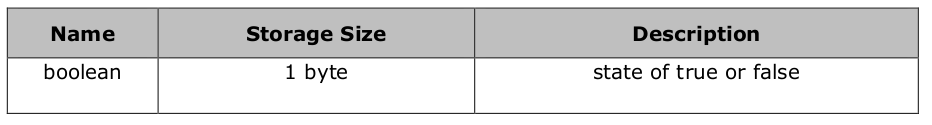 Name Storage Size Description
boolean 1 byte state of true or false